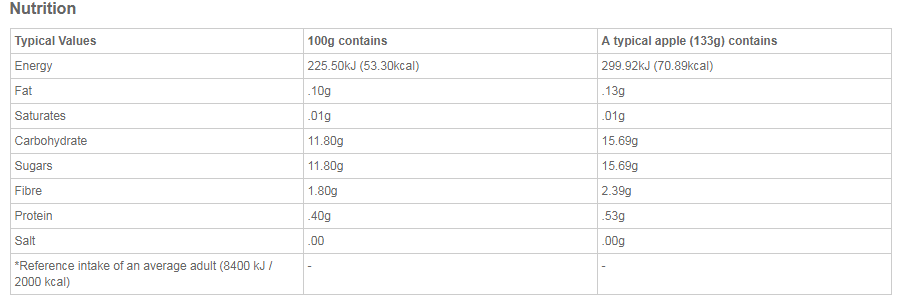 Nutrition
Typical Values 100g contains A typical apple (133g) contains
Energy 225.50kJ (53.30kcal) 299.92kJ (70.89kcal)
Fat .10g .13g
Saturates .01g .01g
Carbohydrate 11.80g 15.69g
Sugars 11.80g 15.69g
Fibre 1.80g 2.39g
Protein .40g .53g
Salt .00 .00g
*Reference intake of an average adult (8400 kJ / - -
2000 kcal)